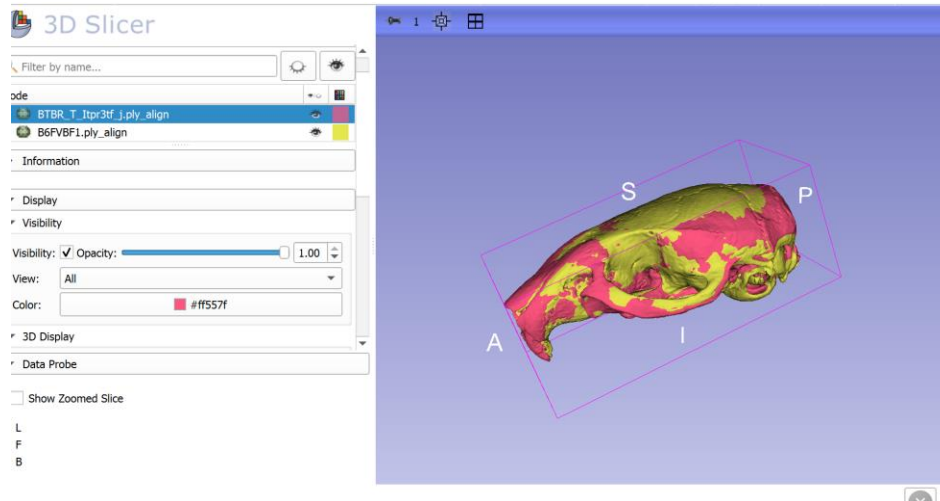 3D Slicer
1
Filter by name...
ode
BTBR_T_Itpr3tf_j.ply_align
B6FVBF1.ply_align
Information
Display
Visibility
Visibility: Opacity: 1.00
View: All
Color: #ff557f
3D Display
Data Probe
Show Zoomed Slice
L
F
B
S
P
A
I